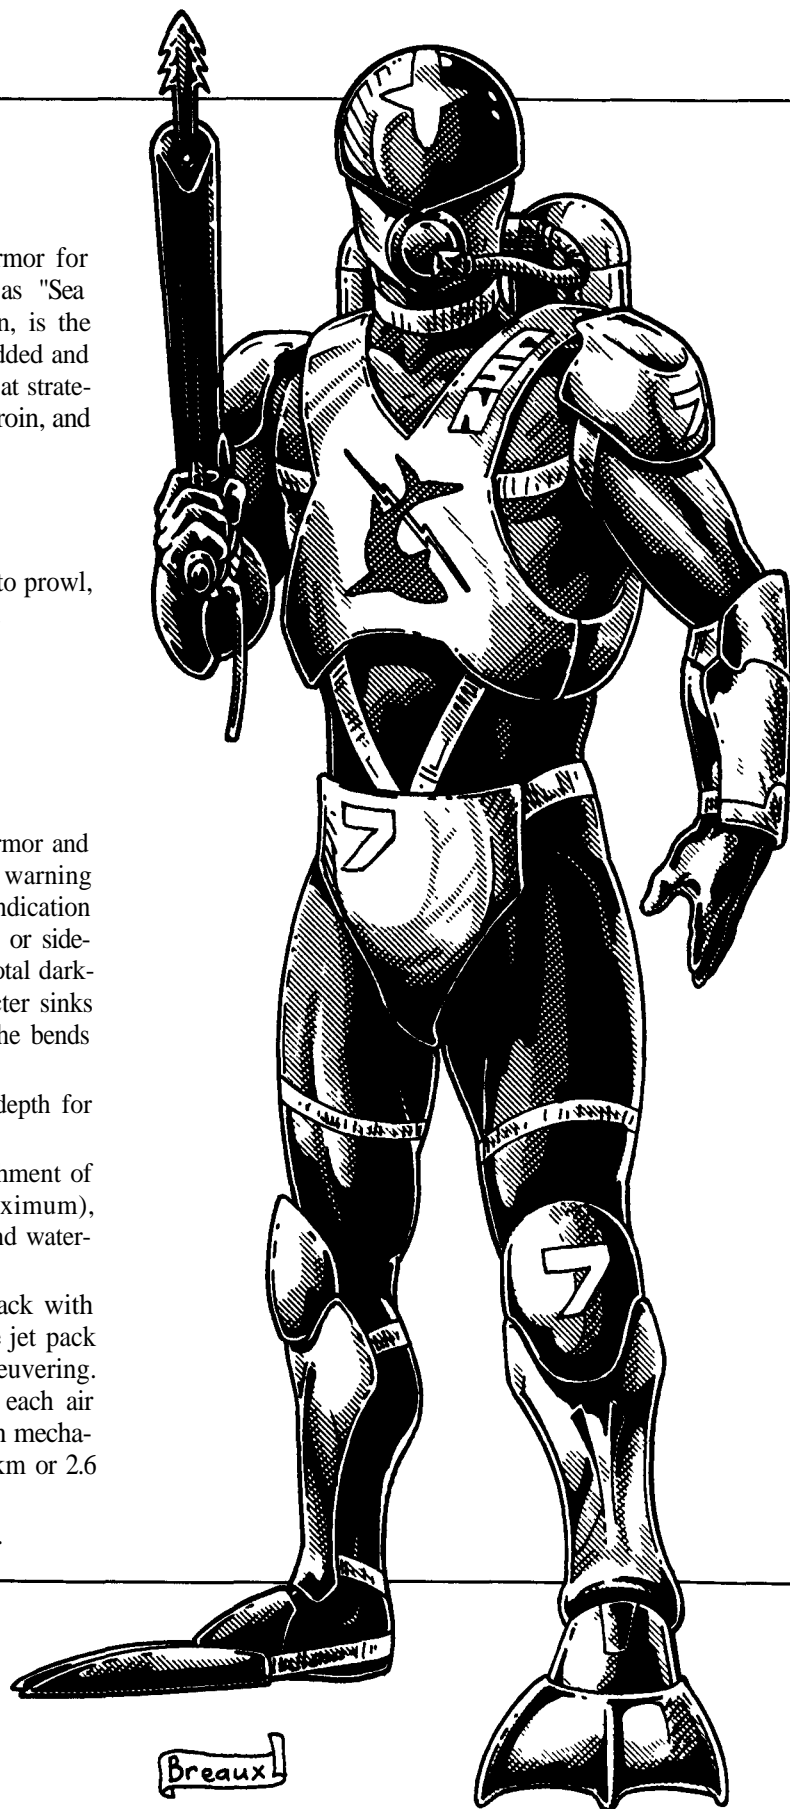 rmor for
as "Sea
n, is the
dded and
at strate-
roin, and
to prowl,
rmor and
warning
ndication
or side-
otal dark-
cter sinks
he bends
depth for
nment of
ximum),
nd water-
ack with
jet pack
euvering.
each air
n mecha-
km or 2.6
.
7
7
7
Breaux